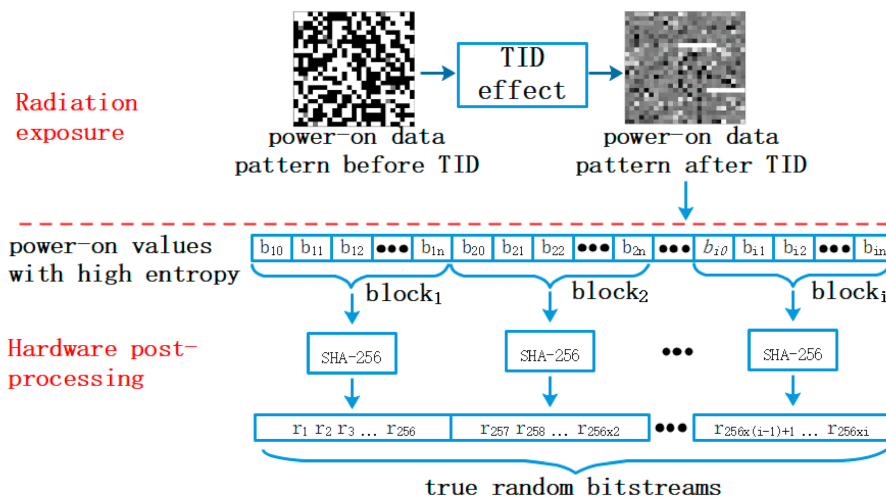 TID
effect
Radiation
exposure
power-on data
pattern before TID
power-on data
pattern after TID
power-on values
with high entropy
b10 b11 b12 ●●● b1n b20 b21 b22 ●●● b2n ●●● bi0 bi1 bi2 ●●● bin
block1 block2 blocki
Hardware post-
processing
SHA-256 SHA-256 ●●● SHA-256
r1 r2 r3 ... r256 r257 r258 ... r256x2 ●●● r256x(i-1)+1 ... r256xi
true random bitstreams